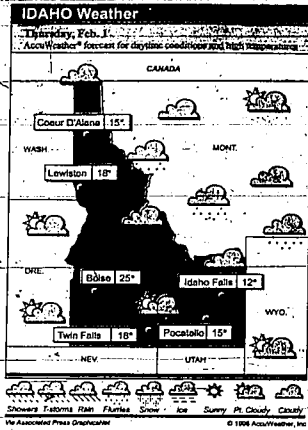 IDAHO Weather
Thursday, Feb. 1
AccuWeather® forecast for daytime conditions and high temperatures
CANADA
Coeur D'Alene 15°
WASH
MONT.
Lewiston 18°
ORE.
Boise 25°
Idaho Falls 12°
WYO.
Twin Falls 18°
Pocatello 15°
NEV.
UTAH
Showers T-storms Rain Flurries Snow Ice Sunny Pt. Cloudy Cloudy
Via Associated Press GraphicsNet
© 1996 AccuWeather, Inc.